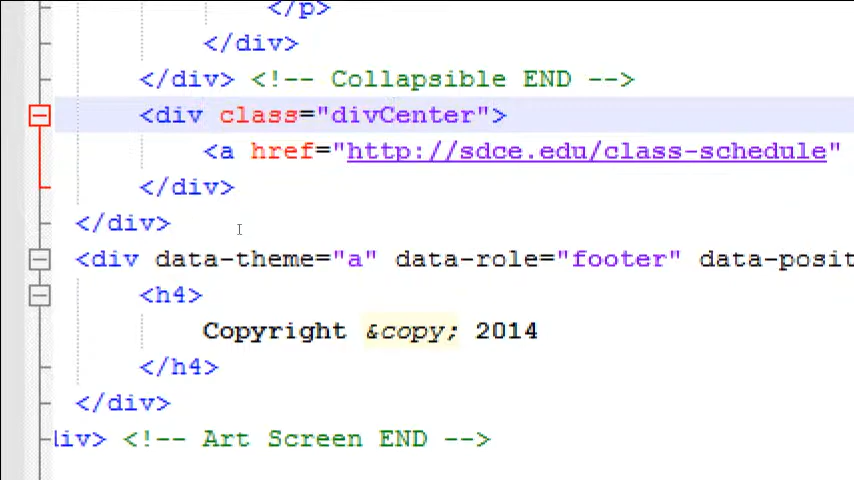 </p>
</div>
</div> <!-- Collapsible END -->
<div class="divCenter">
<a href="http://sdce.edu/class-schedule"
</div>
</div>
<div data-theme="a" data-role="footer" data-posit
<h4>
Copyright &copy; 2014
</h4>
</div>
div> <!-- Art Screen END -->